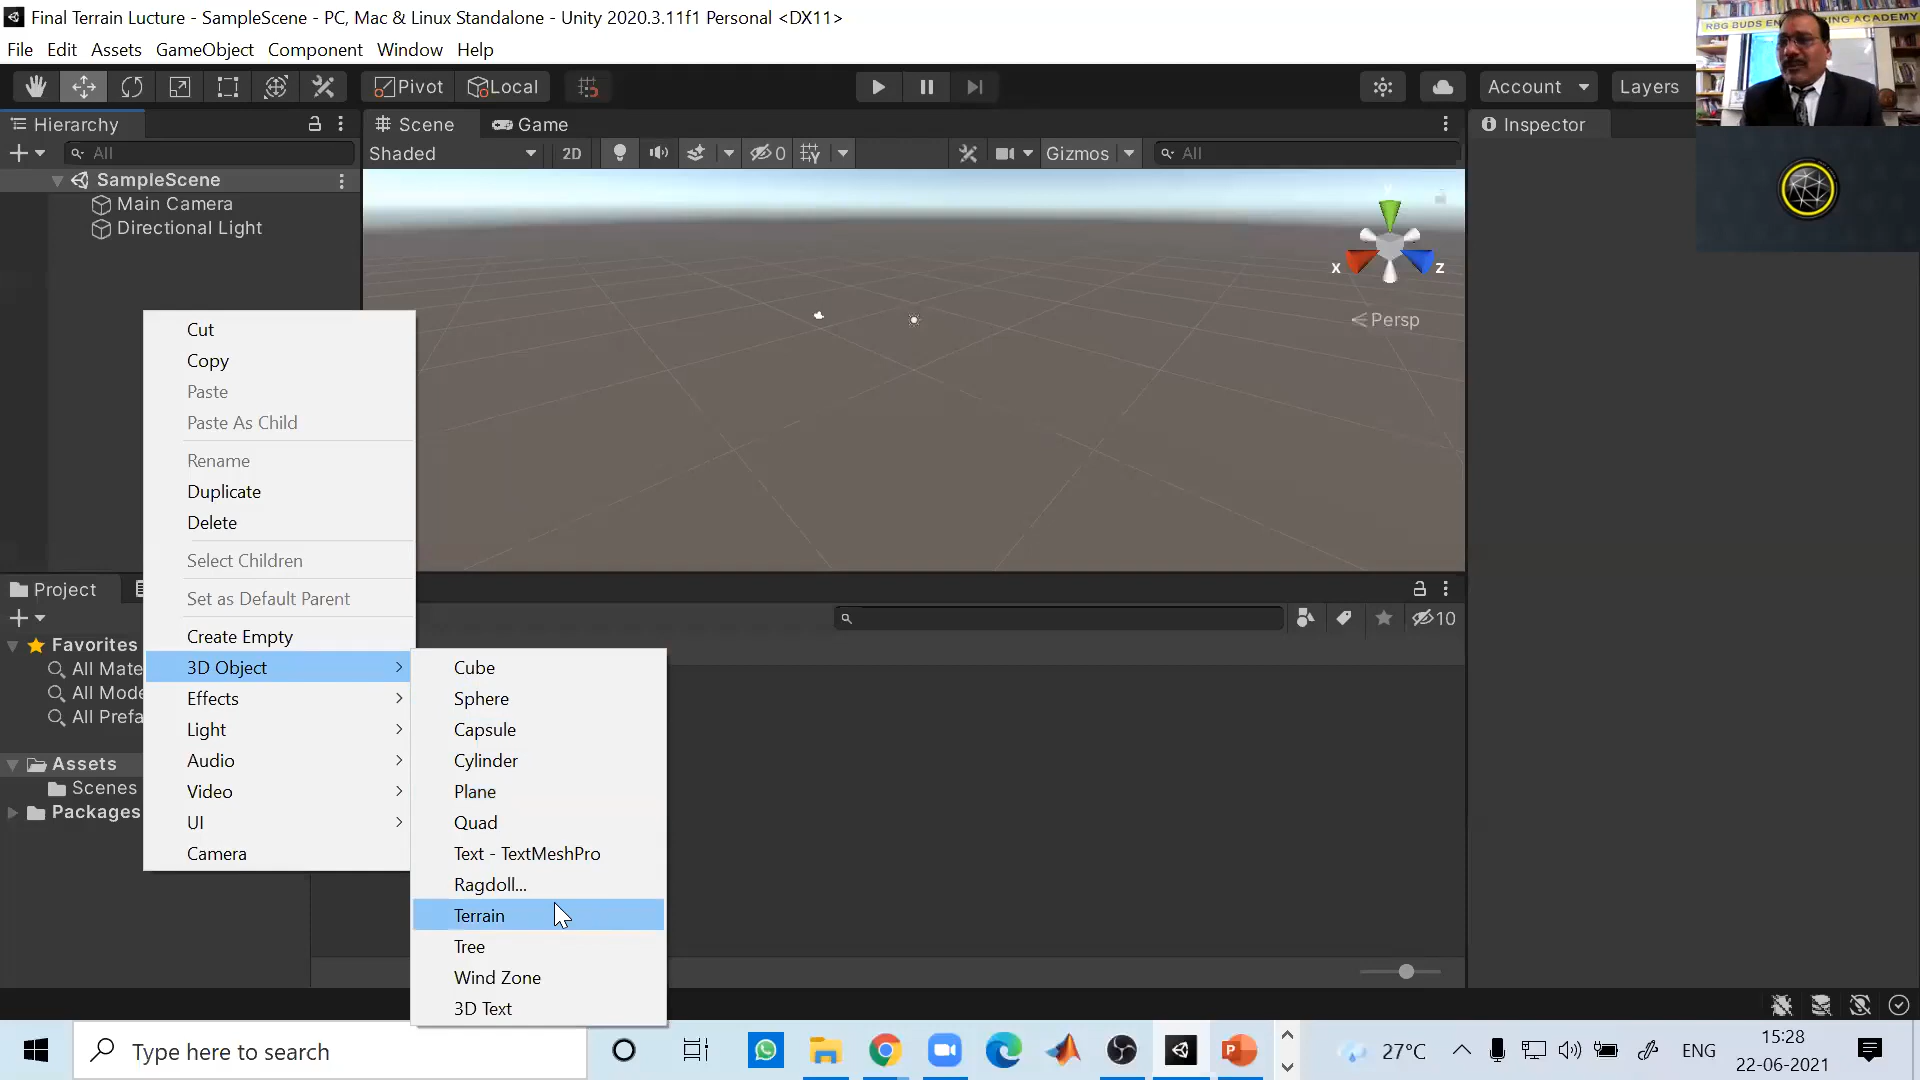 Final Terrain Lucture - SampleScene - PC, Mac & Linux Standalone - Unity 2020.3.11f1 Personal <DX11>
File Edit Assets GameObject Component Window Help
Pivot Local Account Layers
Hierarchy Scene Game Inspector
All Shaded 2D 0 Gizmos All
SampleScene
Main Camera
Directional Light
y
x z
Persp
Cut
Copy
Paste
Paste As Child
Rename
Duplicate
Delete
Select Children
Set as Default Parent
Create Empty
3D Object
Effects
Light
Audio
Video
UI
Camera
Cube
Sphere
Capsule
Cylinder
Plane
Quad
Text - TextMeshPro
Ragdoll...
Terrain
Tree
Wind Zone
3D Text
Project
10
Favorites
All Mate
All Mode
All Prefa
Assets
Scenes
Packages
RBG BUDS ENGINEERING ACADEMY
Type here to search
27°C ENG
15:28
22-06-2021